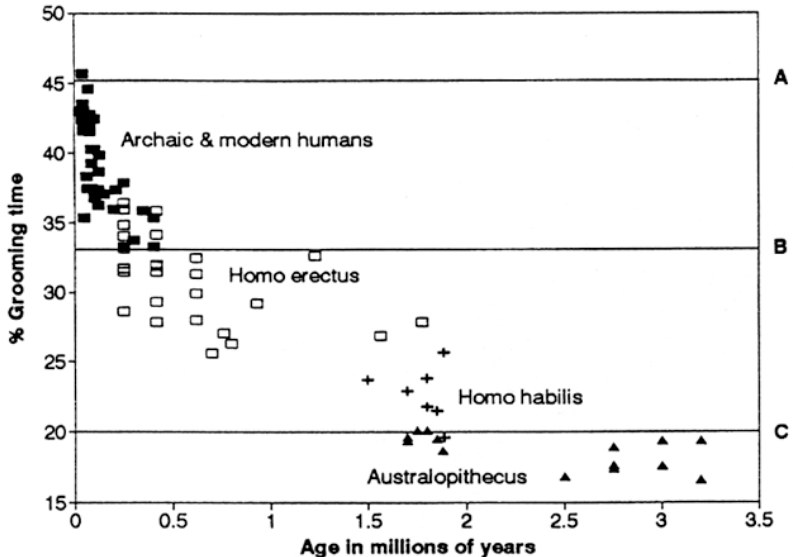 50
A
45
Archaic & modern humans
40
35
B
Homo erectus
30
% Grooming time
25
Homo habilis
20
C
Australopithecus
15
0 0.5 1 1.5 2 2.5 3 3.5
Age in millions of years